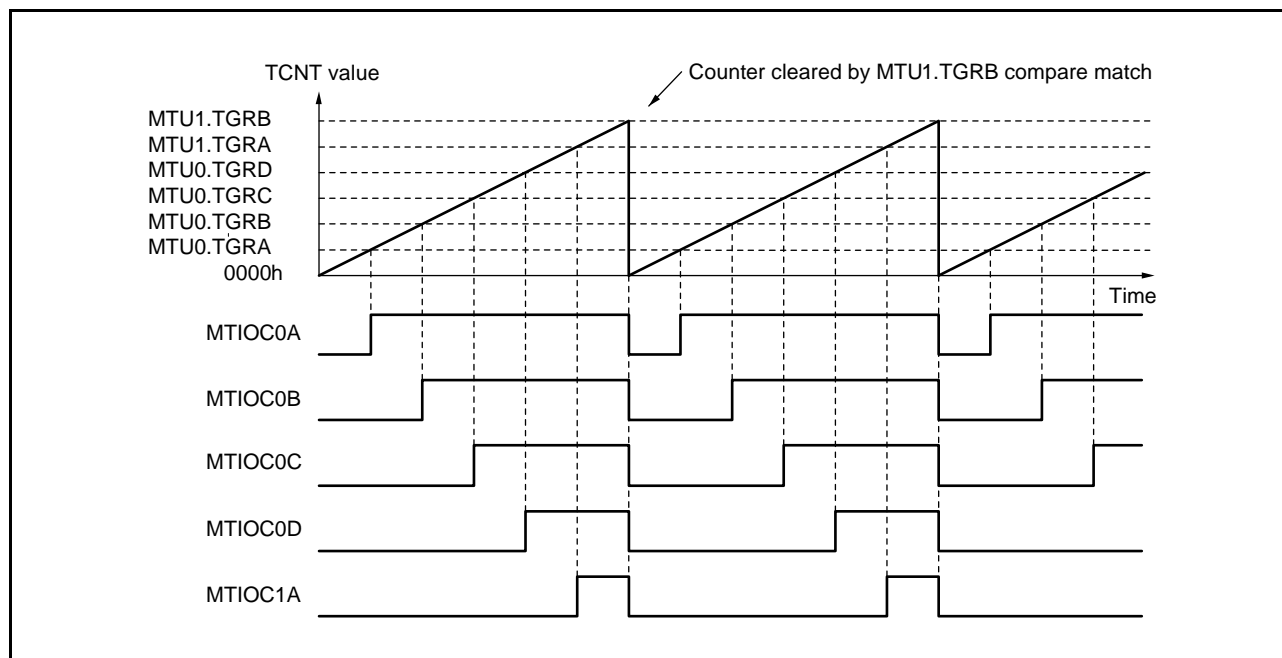 TCNT value
Counter cleared by MTU1.TGRB compare match
MTU1.TGRB
MTU1.TGRA
MTU0.TGRD
MTU0.TGRC
MTU0.TGRB
MTU0.TGRA
0000h
Time
MTIOC0A
MTIOC0B
MTIOC0C
MTIOC0D
MTIOC1A